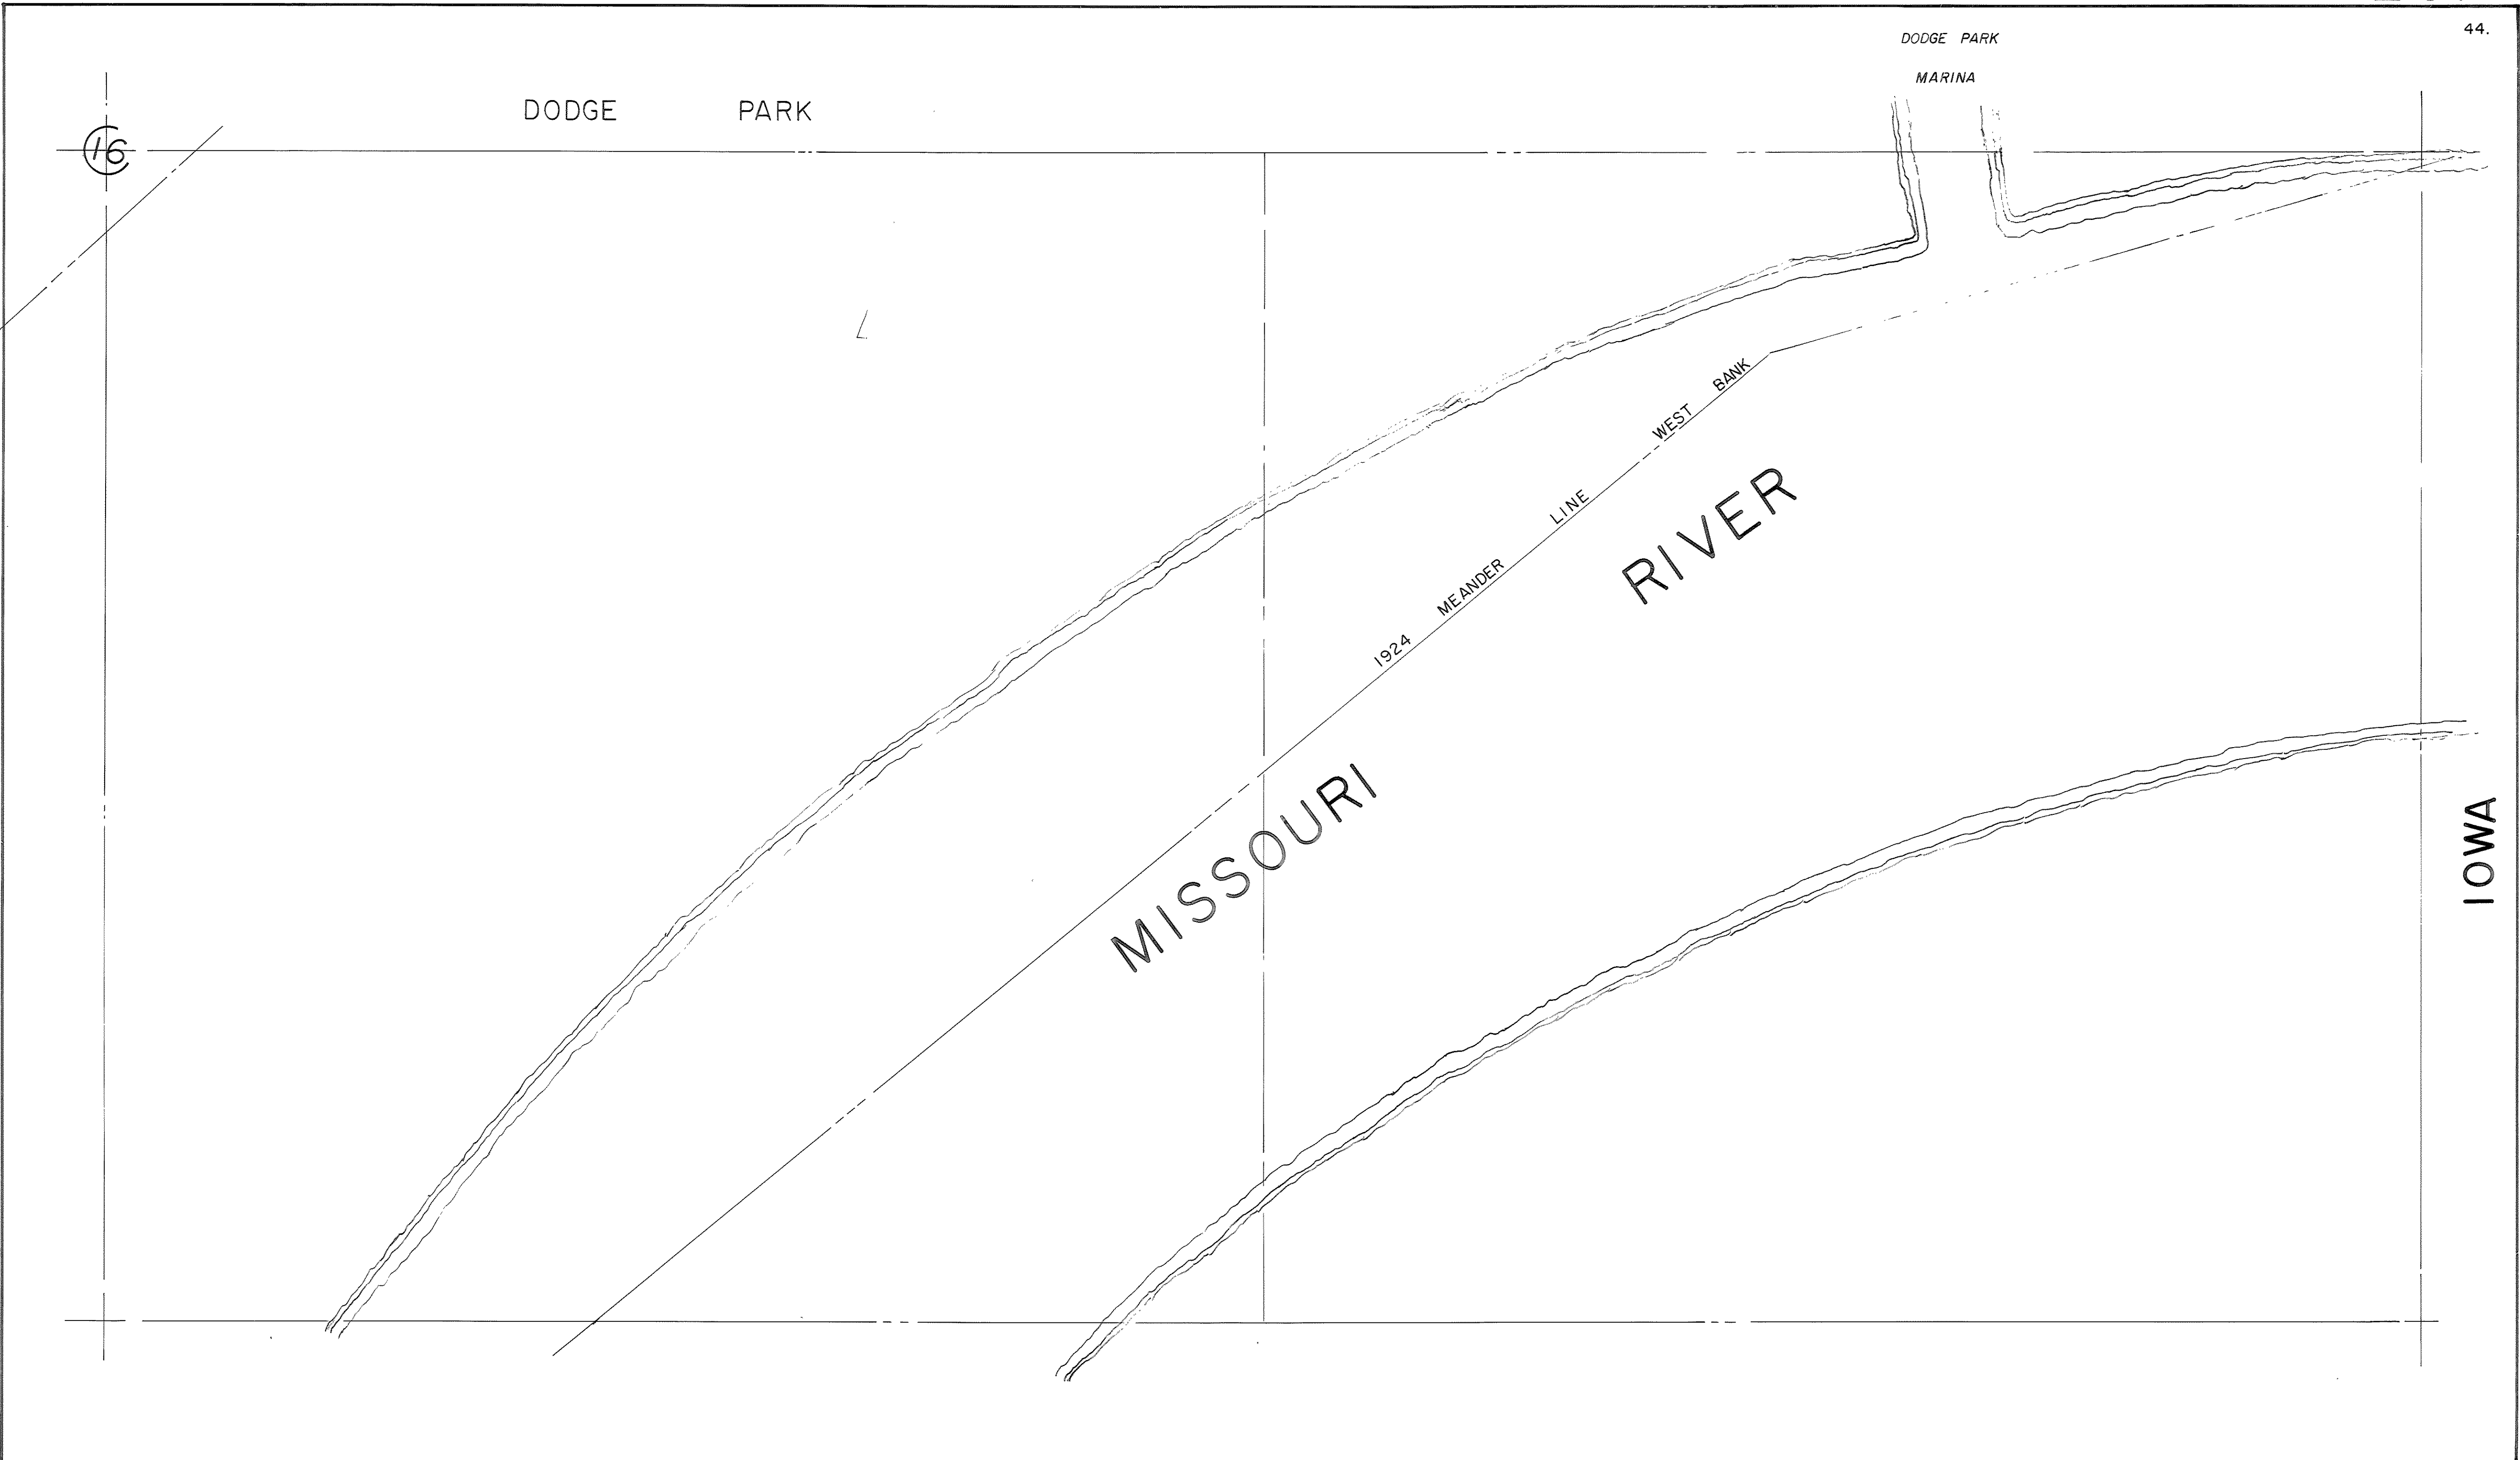 44.
DODGE PARK
MARINA
DODGE PARK
16
1924 MEANDER LINE WEST BANK
MISSOURI RIVER
IOWA